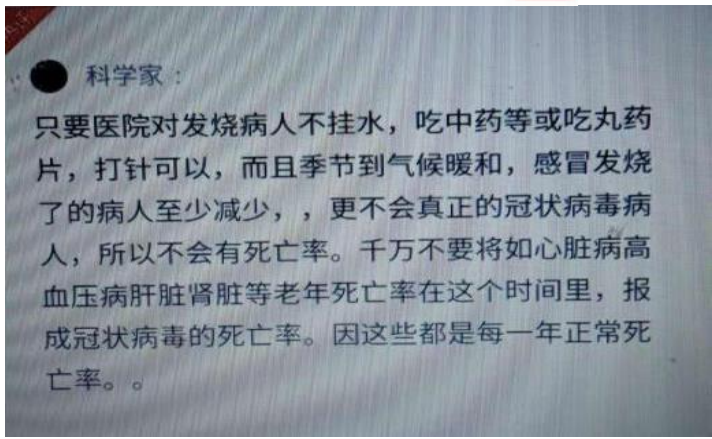 科学家：
只要医院对发烧病人不挂水，吃中药等或吃丸药
片，打针可以，而且季节到气候暖和，感冒发烧
了的病人至少减少，，更不会真正的冠状病毒病
人，所以不会有死亡率。千万不要将如心脏病高
血压病肝脏肾脏等老年死亡率在这个时间里，报
成冠状病毒的死亡率。因这些都是每一年正常死
亡率。。